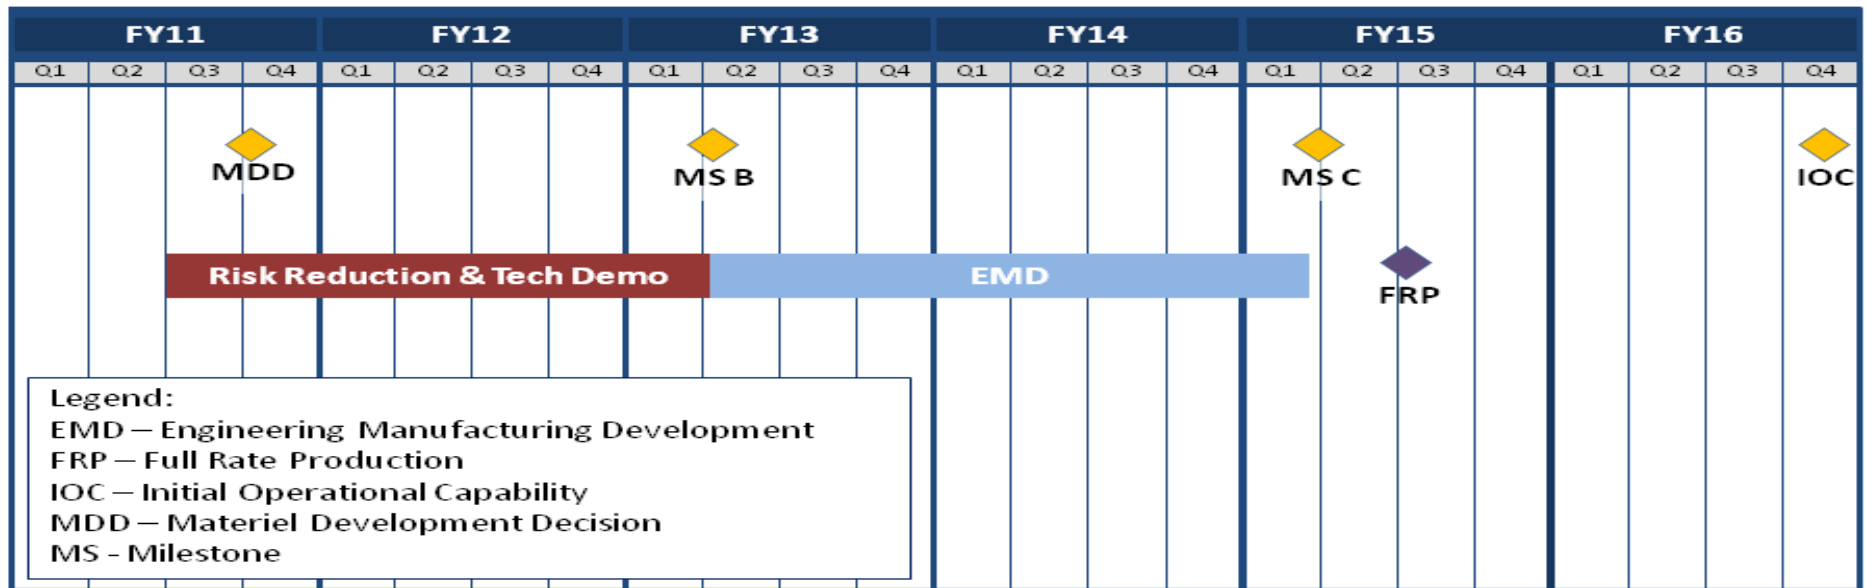 FY11 FY12 FY13 FY14 FY15 FY16
Q1 Q2 Q3 Q4 Q1 Q2 Q3 Q4 Q1 Q2 Q3 Q4 Q1 Q2 Q3 Q4 Q1 Q2 Q3 Q4 Q1 Q2 Q3 Q4
MDD MS B MS C IOC
Risk Reduction & Tech Demo EMD
FRP
Legend:
EMD – Engineering Manufacturing Development
FRP – Full Rate Production
IOC – Initial Operational Capability
MDD – Materiel Development Decision
MS - Milestone